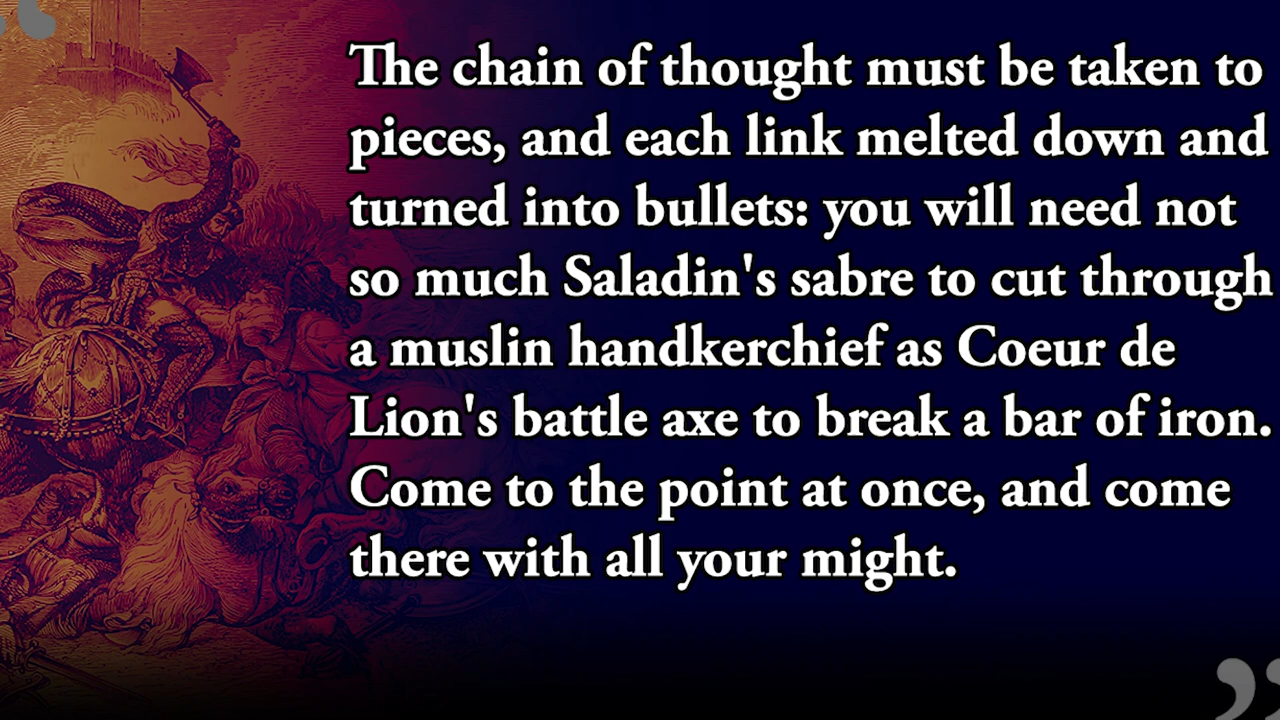 The chain of thought must be taken to
pieces, and each link melted down and
turned into bullets: you will need not
so much Saladin's sabre to cut through
a muslin handkerchief as Coeur de
Lion's battle axe to break a bar of iron.
Come to the point at once, and come
there with all your might.